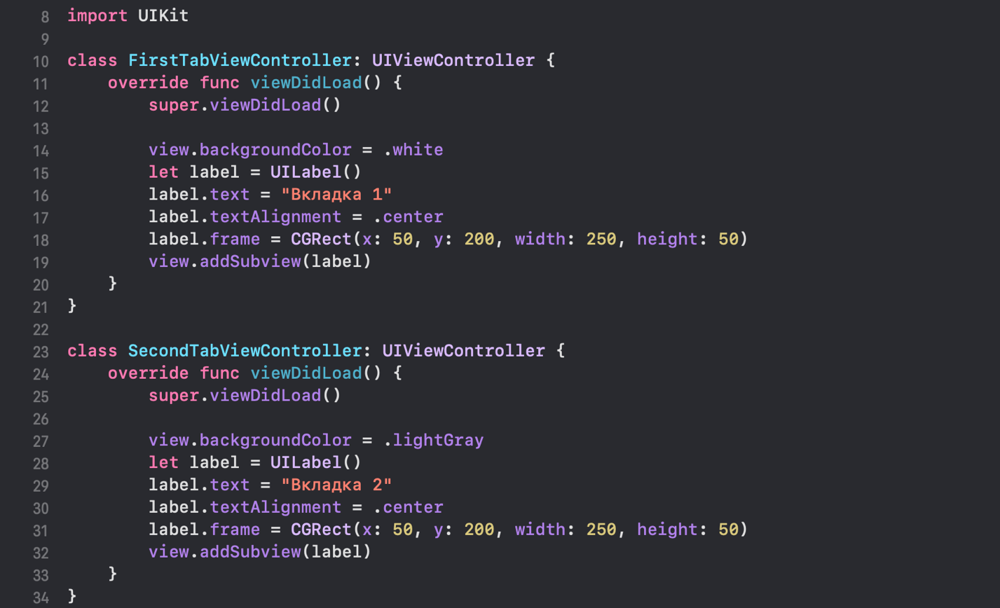 8 import UIKit
9
10 class FirstTabViewController: UIViewController {
11     override func viewDidLoad() {
12         super.viewDidLoad()
13
14         view.backgroundColor = .white
15         let label = UILabel()
16         label.text = "Вкладка 1"
17         label.textAlignment = .center
18         label.frame = CGRect(x: 50, y: 200, width: 250, height: 50)
19         view.addSubview(label)
20     }
21 }
22
23 class SecondTabViewController: UIViewController {
24     override func viewDidLoad() {
25         super.viewDidLoad()
26
27         view.backgroundColor = .lightGray
28         let label = UILabel()
29         label.text = "Вкладка 2"
30         label.textAlignment = .center
31         label.frame = CGRect(x: 50, y: 200, width: 250, height: 50)
32         view.addSubview(label)
33     }
34 }